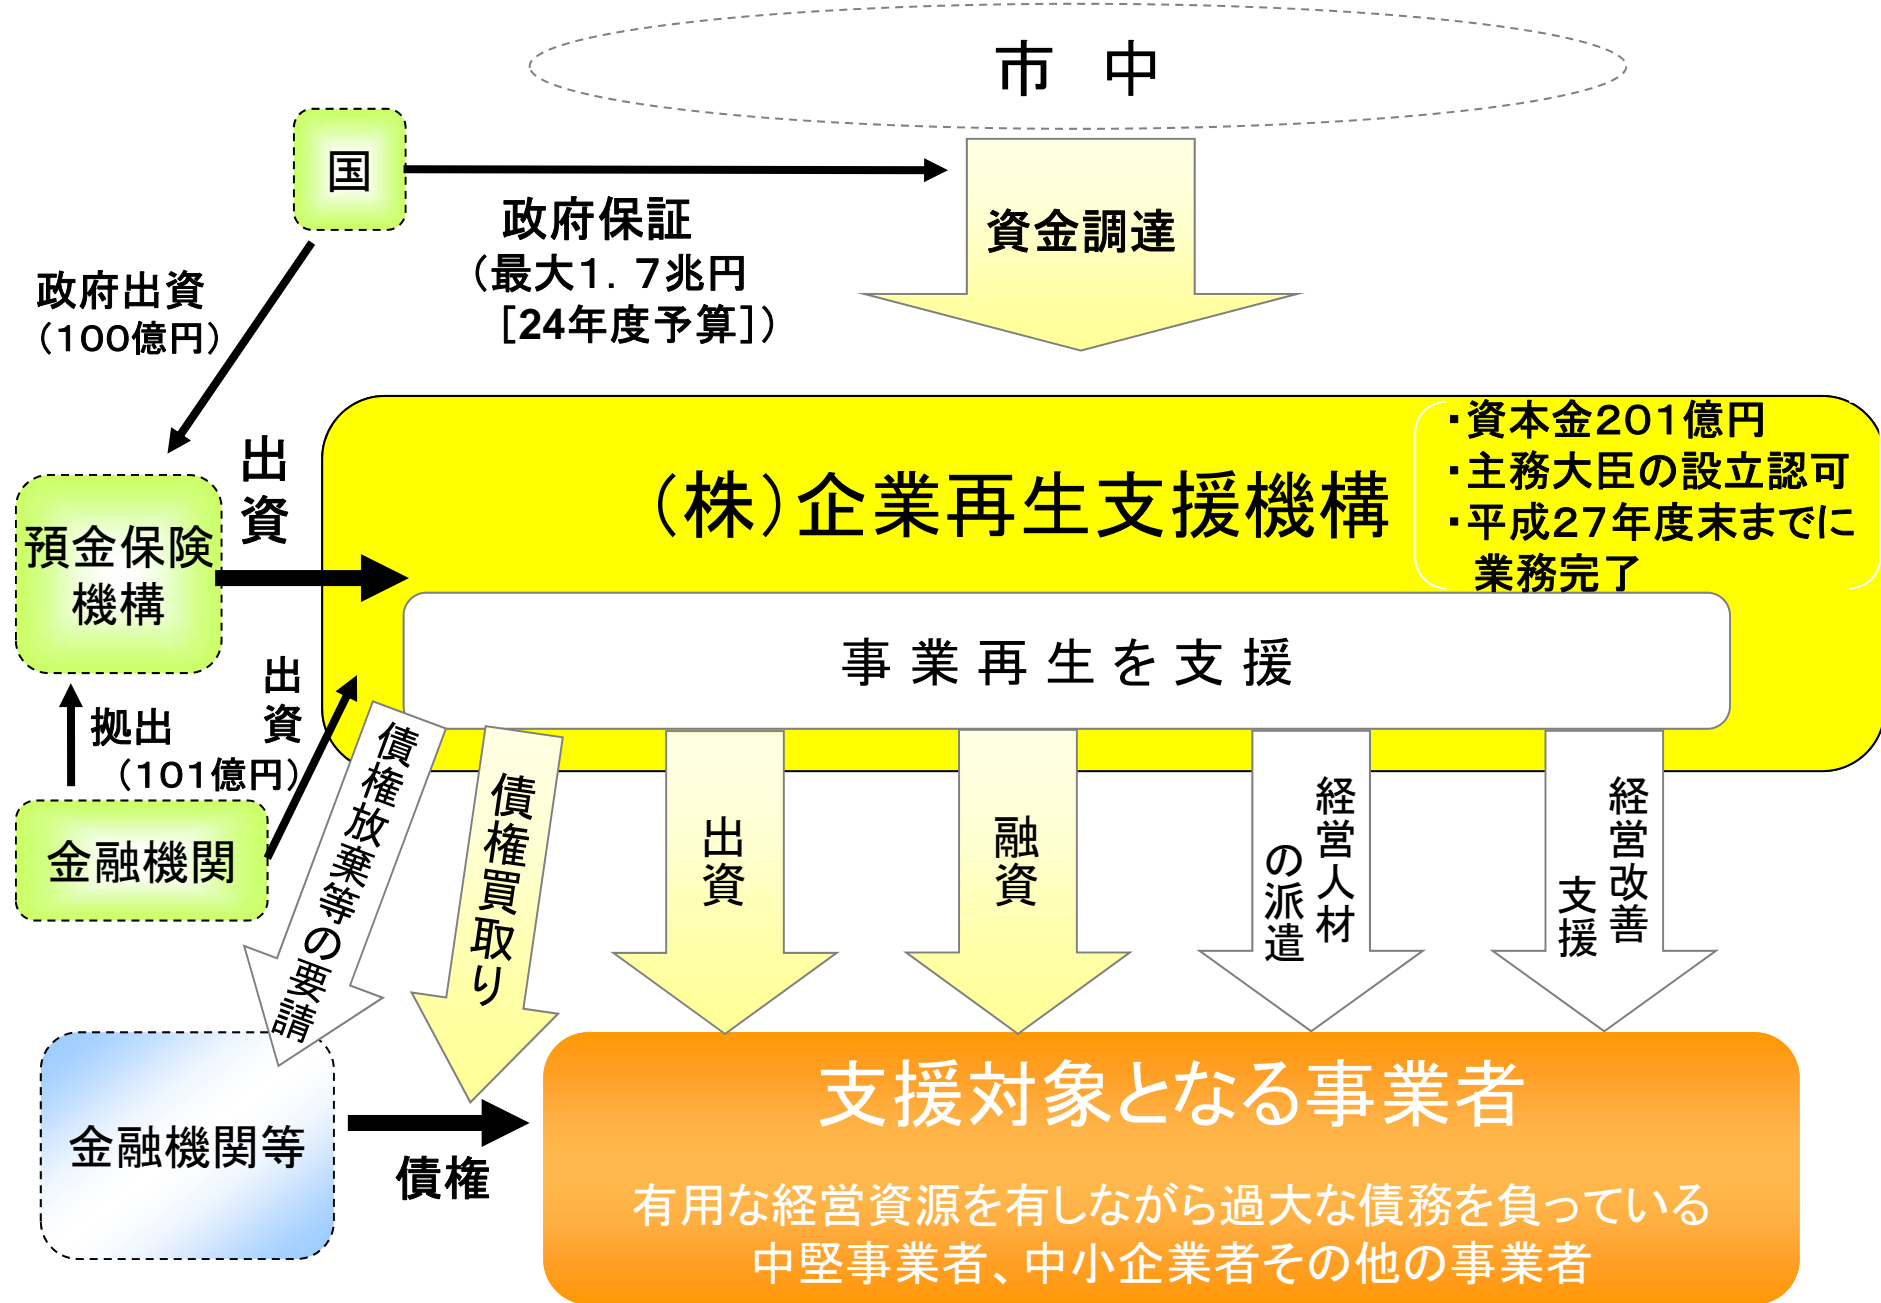 市　中
国
政府保証
（最大１．７兆円
［24年度予算］）
資金調達
政府出資
（１００億円）
出資
（株）企業再生支援機構
・資本金２０１億円
・主務大臣の設立認可
・平成２７年度末までに
業務完了
預金保険
機構
事業再生を支援
出資
拠出
（１０１億円）
金融機関
債権放棄等の要請
債権買取り
出資
融資
経営人材
の派遣
経営改善
支援
金融機関等
債権
支援対象となる事業者
有用な経営資源を有しながら過大な債務を負っている
中堅事業者、中小企業者その他の事業者